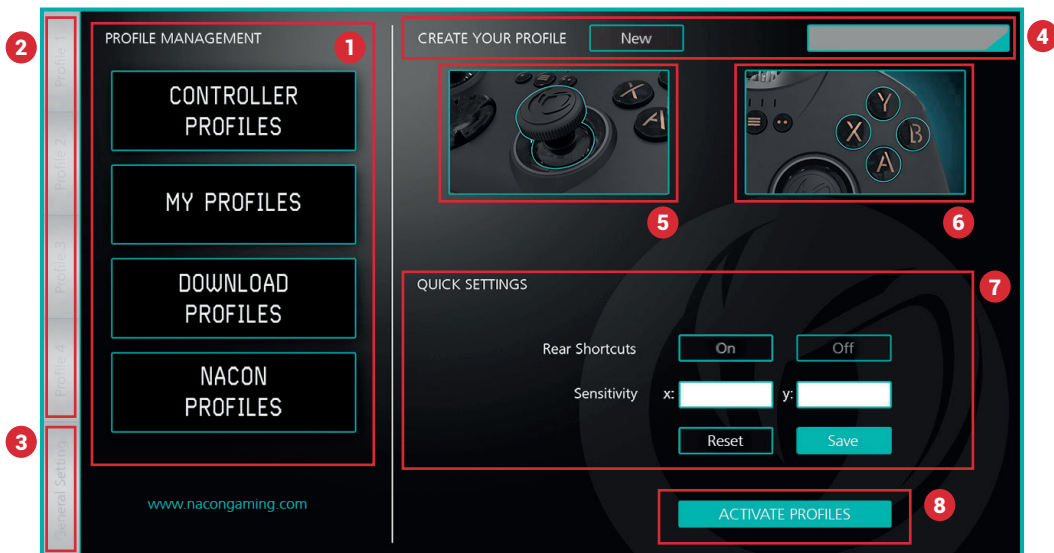 2
Profile 1
Profile 2
Profile 3
Profile 4
3
General Setting
PROFILE MANAGEMENT
1
CONTROLLER
PROFILES
MY PROFILES
DOWNLOAD
PROFILES
NACON
PROFILES
www.nacongaming.com
CREATE YOUR PROFILE New
4
X
A
5
Y
X B
A
6
QUICK SETTINGS
7
Rear Shortcuts On Off
Sensitivity x: y:
Reset Save
ACTIVATE PROFILES
8